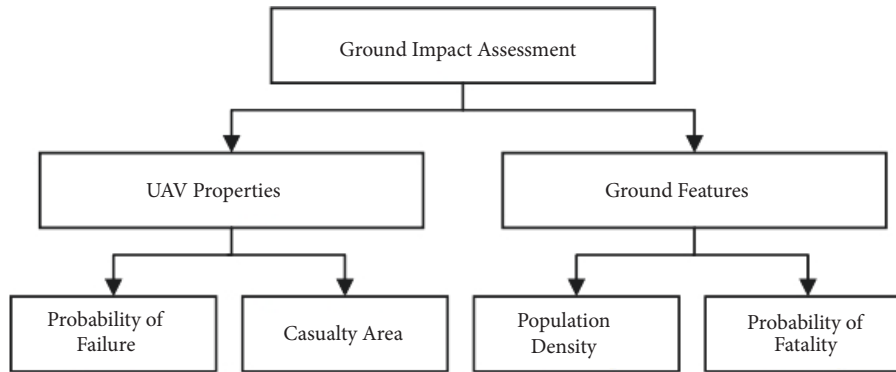 Ground Impact Assessment
UAV Properties
Ground Features
Probability of
Failure
Casualty Area
Population
Density
Probability of
Fatality